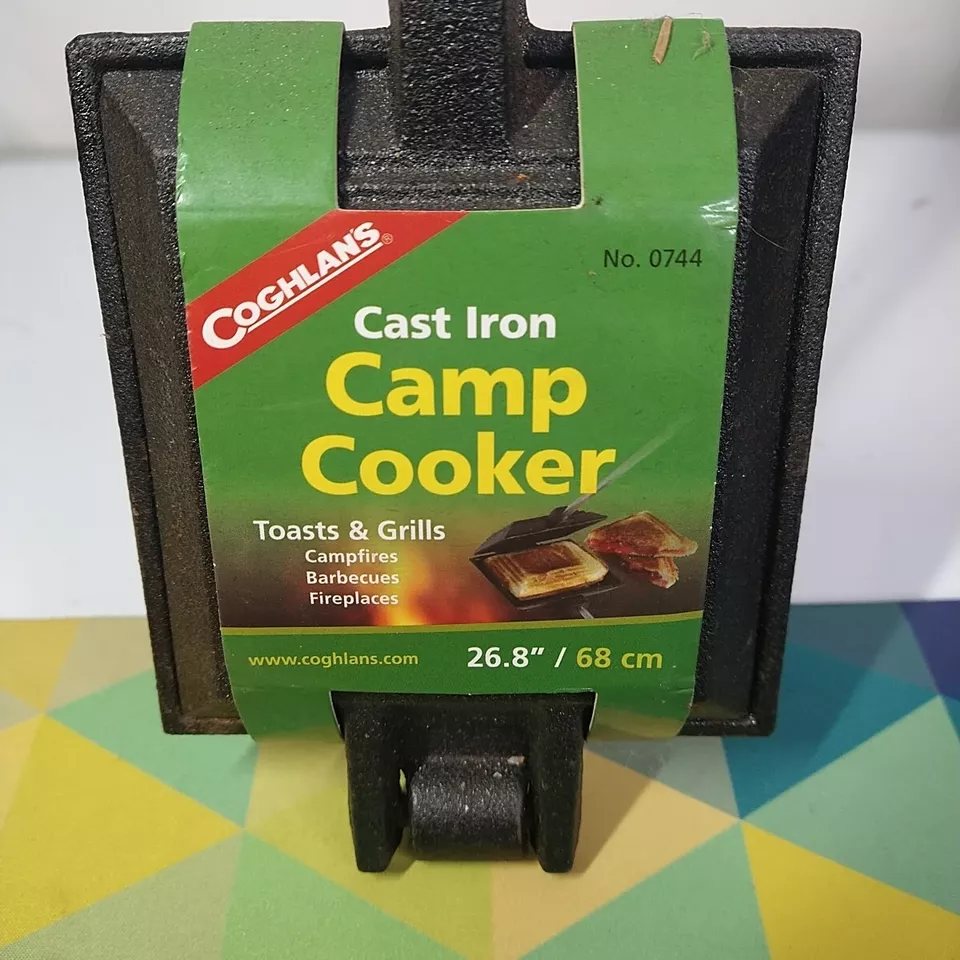 COGHLAN'S®
No. 0744
Cast Iron
Camp
Cooker
Toasts & Grills
Campfires
Barbecues
Fireplaces
www.coghlans.com
26.8” / 68 cm